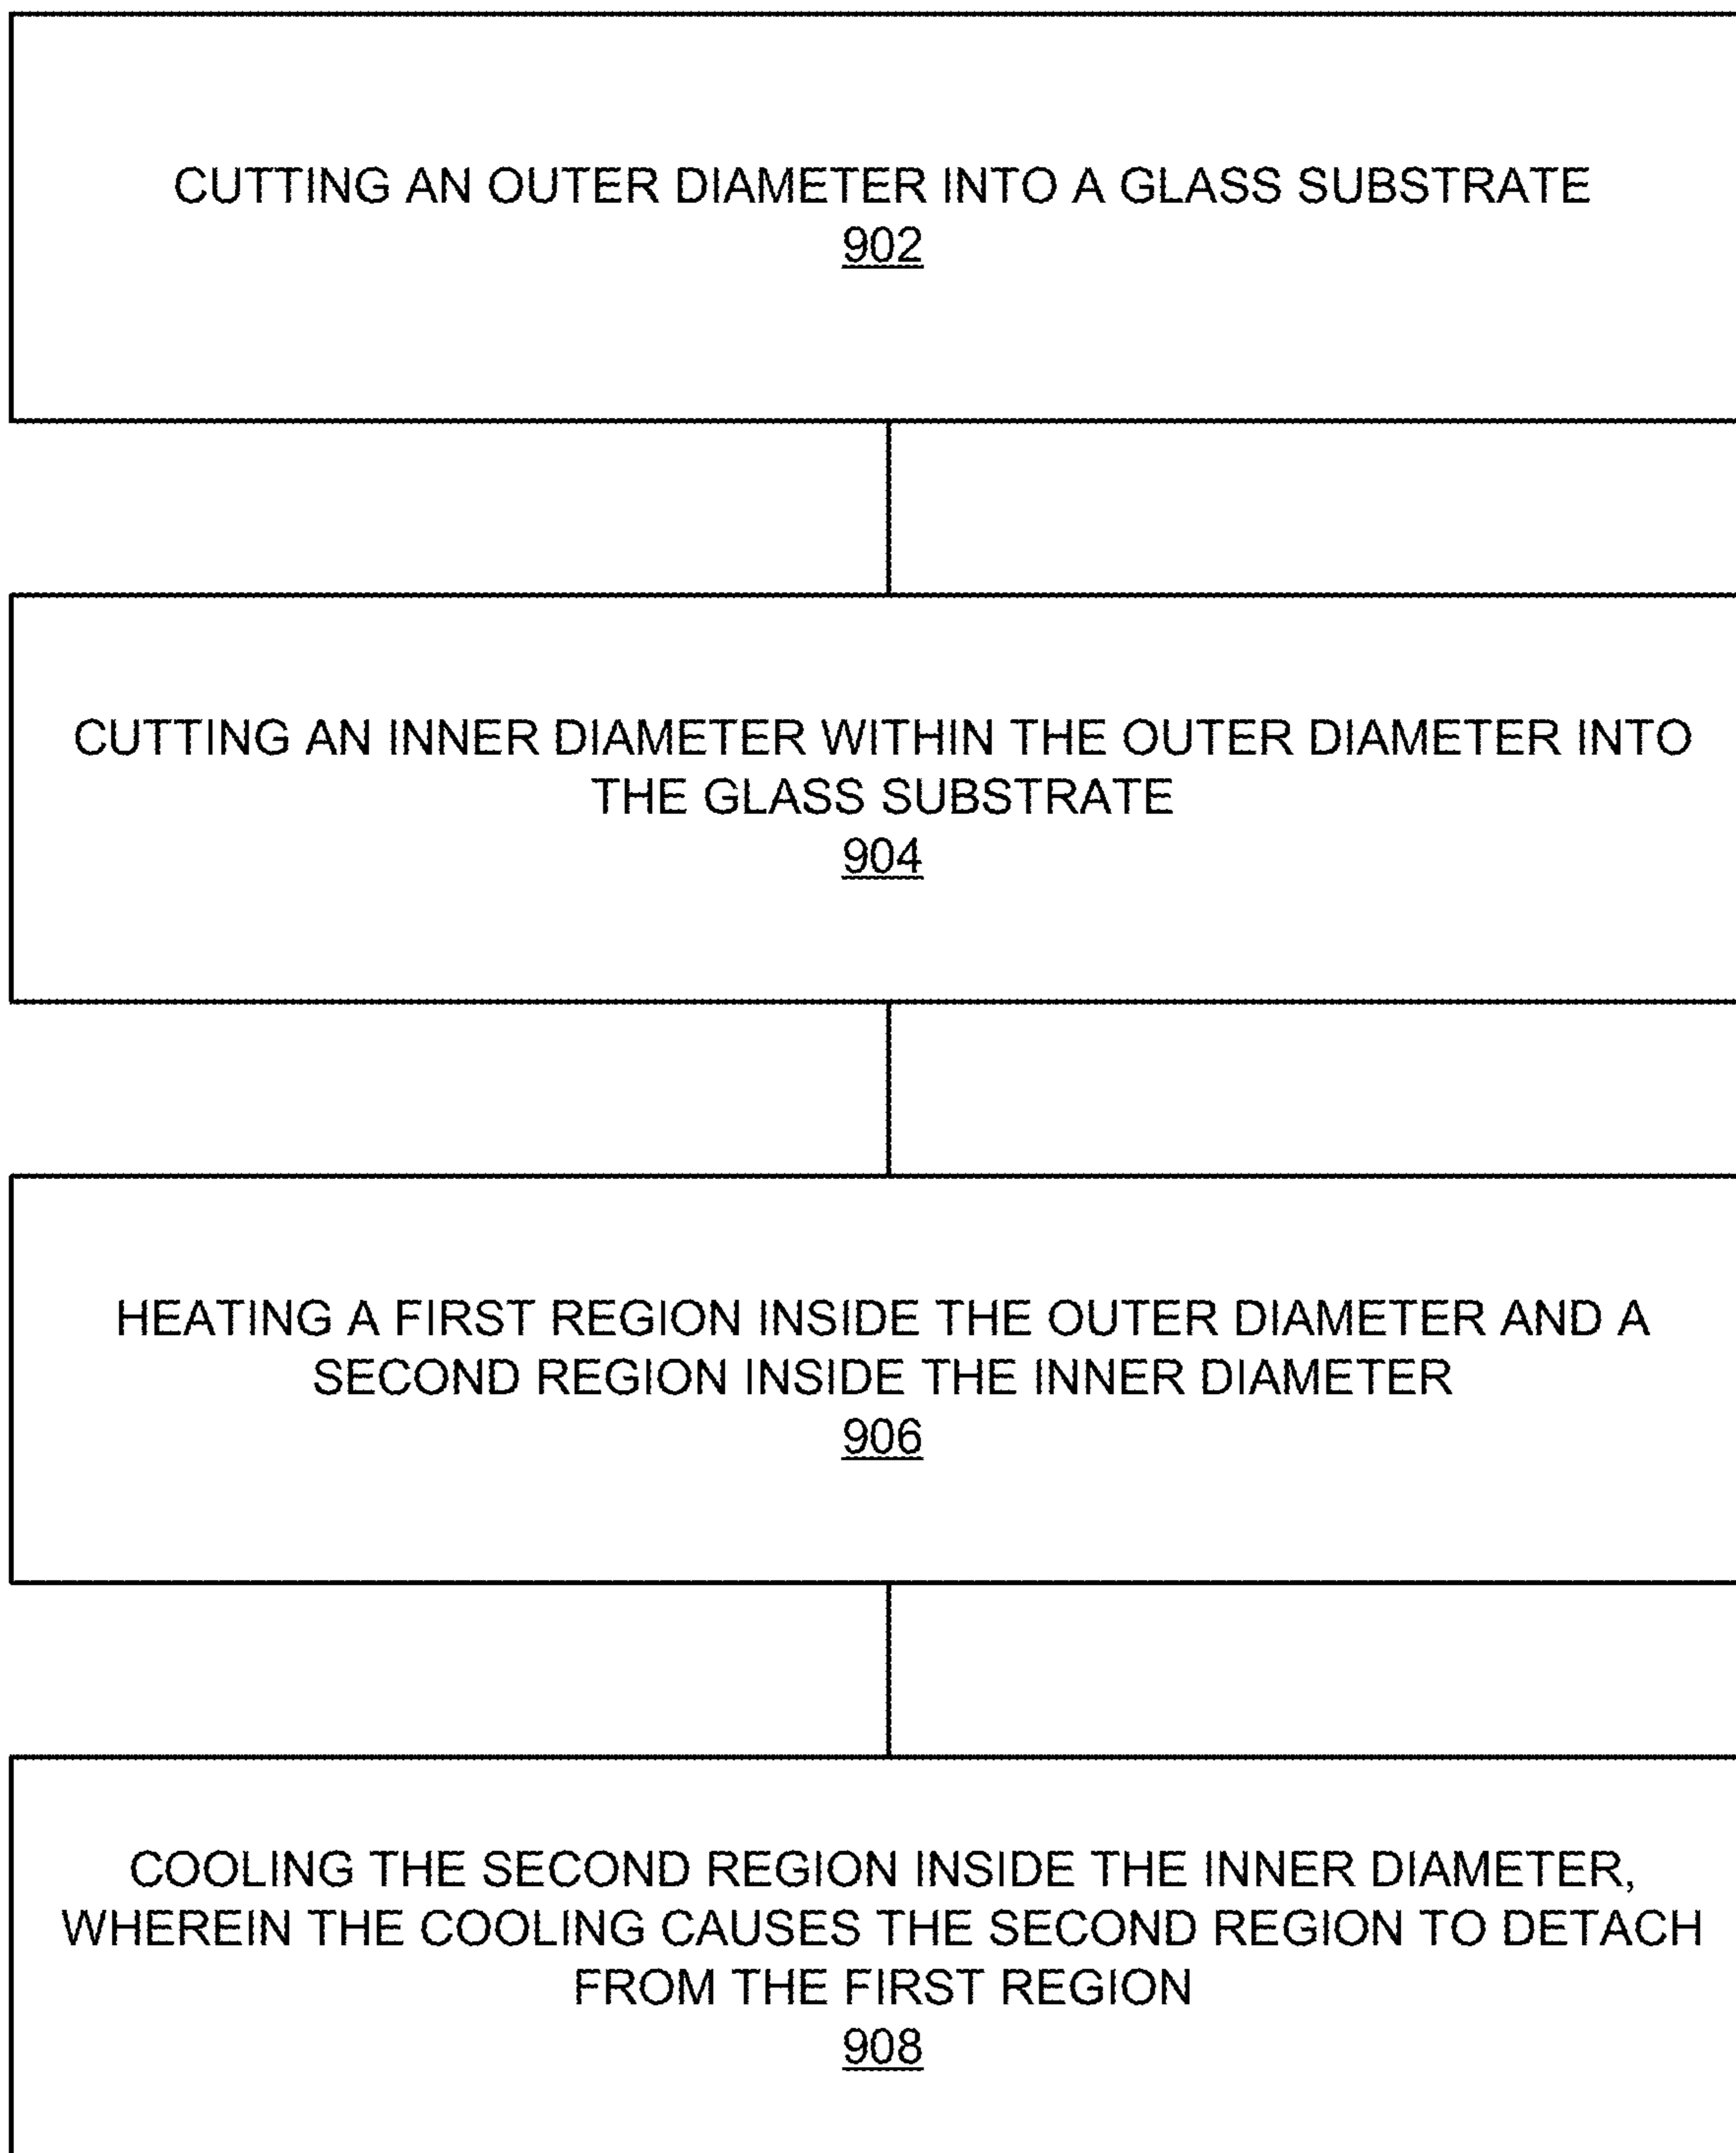 CUTTING AN OUTER DIAMETER INTO A GLASS SUBSTRATE
902
CUTTING AN INNER DIAMETER WITHIN THE OUTER DIAMETER INTO
THE GLASS SUBSTRATE
904
HEATING A FIRST REGION INSIDE THE OUTER DIAMETER AND A
SECOND REGION INSIDE THE INNER DIAMETER
906
COOLING THE SECOND REGION INSIDE THE INNER DIAMETER,
WHEREIN THE COOLING CAUSES THE SECOND REGION TO DETACH
FROM THE FIRST REGION
908